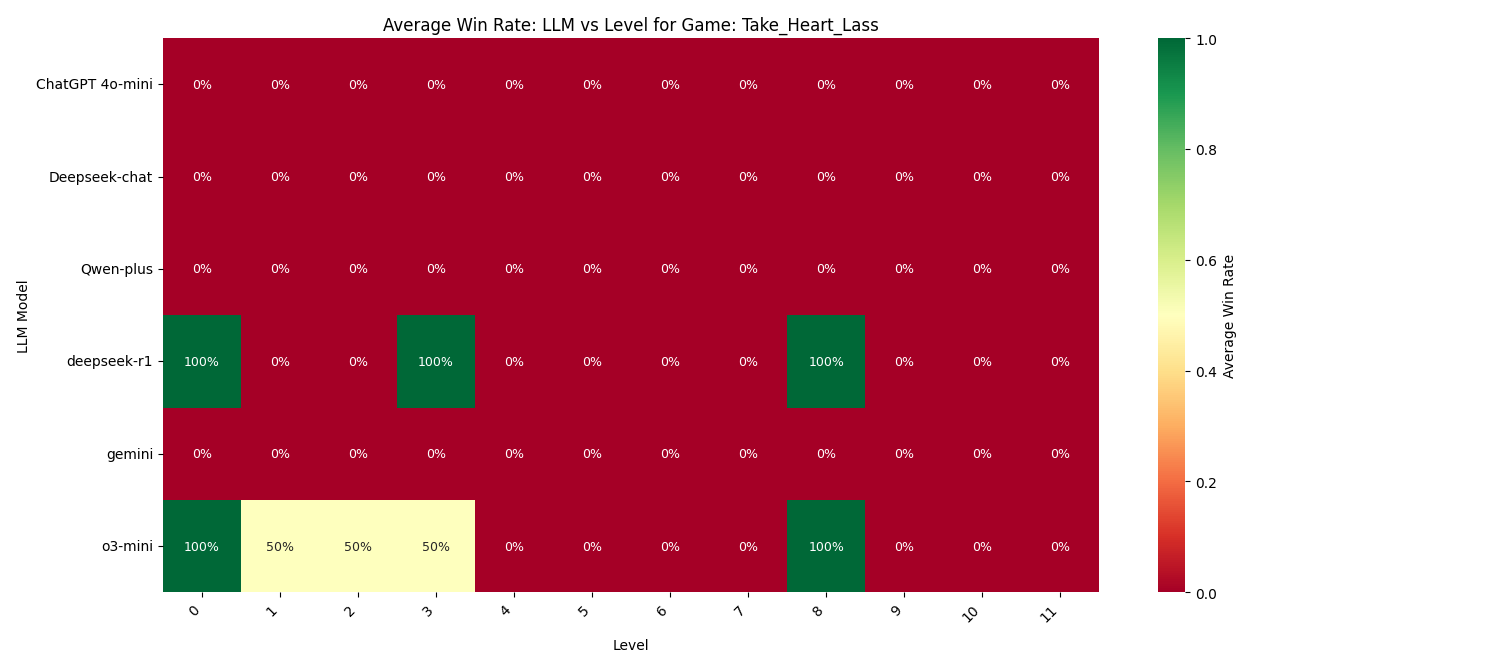 Average Win Rate: LLM vs Level for Game: Take_Heart_Lass
LLM Model
ChatGPT 4o-mini 0% 0% 0% 0% 0% 0% 0% 0% 0% 0% 0% 0%
Deepseek-chat 0% 0% 0% 0% 0% 0% 0% 0% 0% 0% 0% 0%
Qwen-plus 0% 0% 0% 0% 0% 0% 0% 0% 0% 0% 0% 0%
deepseek-r1 100% 0% 0% 100% 0% 0% 0% 0% 100% 0% 0% 0%
gemini 0% 0% 0% 0% 0% 0% 0% 0% 0% 0% 0% 0%
o3-mini 100% 50% 50% 50% 0% 0% 0% 0% 100% 0% 0% 0%
0 1 2 3 4 5 6 7 8 9 10 11
Level
1.0
0.8
0.6
0.4
0.2
0.0
Average Win Rate